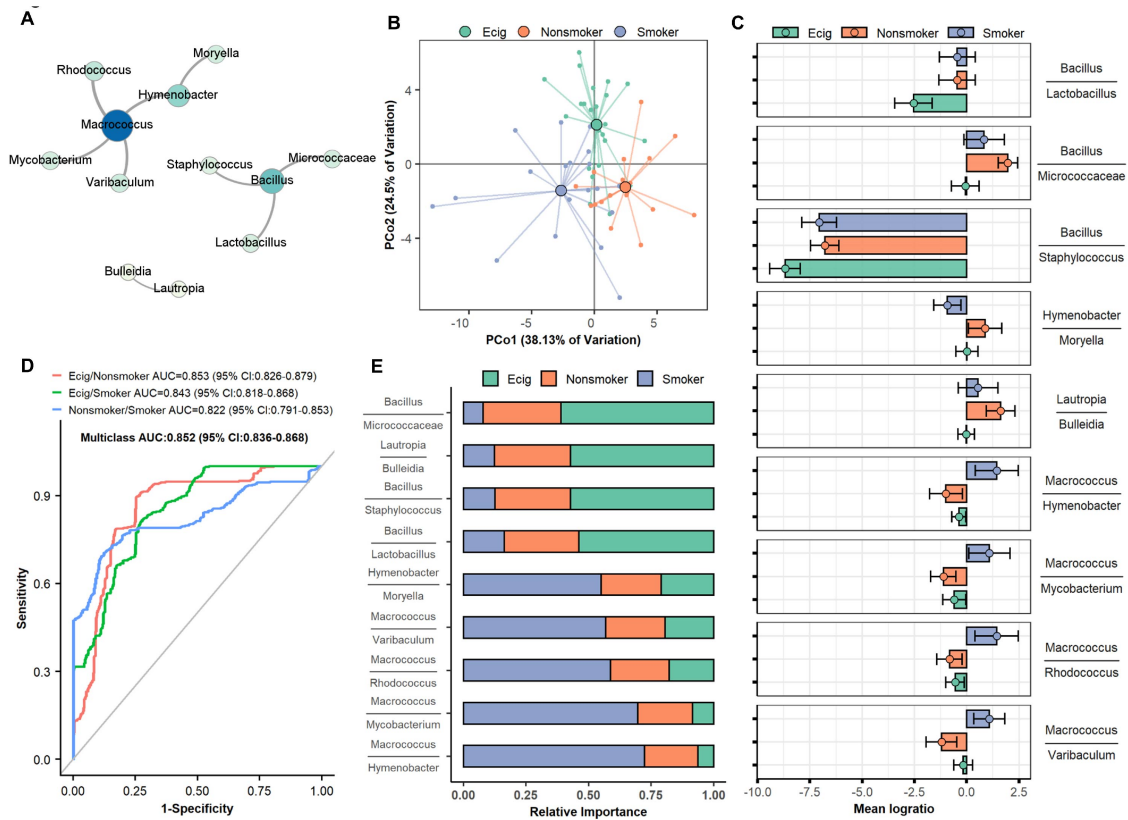 A
Moryella
Rhodococcus
Hymenobacter
Macrococcus
Mycobacterium
Varibaculum
Staphylococcus
Micrococcaceae
Bacillus
Lactobacillus
Bulleidia
Lautropia
B
Ecig Nonsmoker Smoker
PCo2 (24.5% of Variation)
4
0
-4
-10 -5 0 5
PCo1 (38.13% of Variation)
C
Ecig Nonsmoker Smoker
Bacillus
Lactobacillus
Bacillus
Micrococcaceae
Bacillus
Staphylococcus
Hymenobacter
Moryella
Lautropia
Bulleidia
Macrococcus
Hymenobacter
Macrococcus
Mycobacterium
Macrococcus
Rhodococcus
Macrococcus
Varibaculum
-10.0 -7.5 -5.0 -2.5 0.0 2.5
Mean logratio
D
Ecig/Nonsmoker AUC=0.853 (95% CI:0.826-0.879)
Ecig/Smoker AUC=0.843 (95% CI:0.818-0.868)
Nonsmoker/Smoker AUC=0.822 (95% CI:0.791-0.853)
Multiclass AUC:0.852 (95% CI:0.836-0.868)
Sensitivity
0.9
0.6
0.3
0.0
0.00 0.25 0.50 0.75 1.00
1-Specificity
E
Ecig Nonsmoker Smoker
Bacillus
Micrococcaceae
Lautropia
Bulleidia
Bacillus
Staphylococcus
Bacillus
Lactobacillus
Hymenobacter
Moryella
Macrococcus
Varibaculum
Macrococcus
Rhodococcus
Macrococcus
Mycobacterium
Macrococcus
Hymenobacter
0.00 0.25 0.50 0.75 1.00
Relative Importance